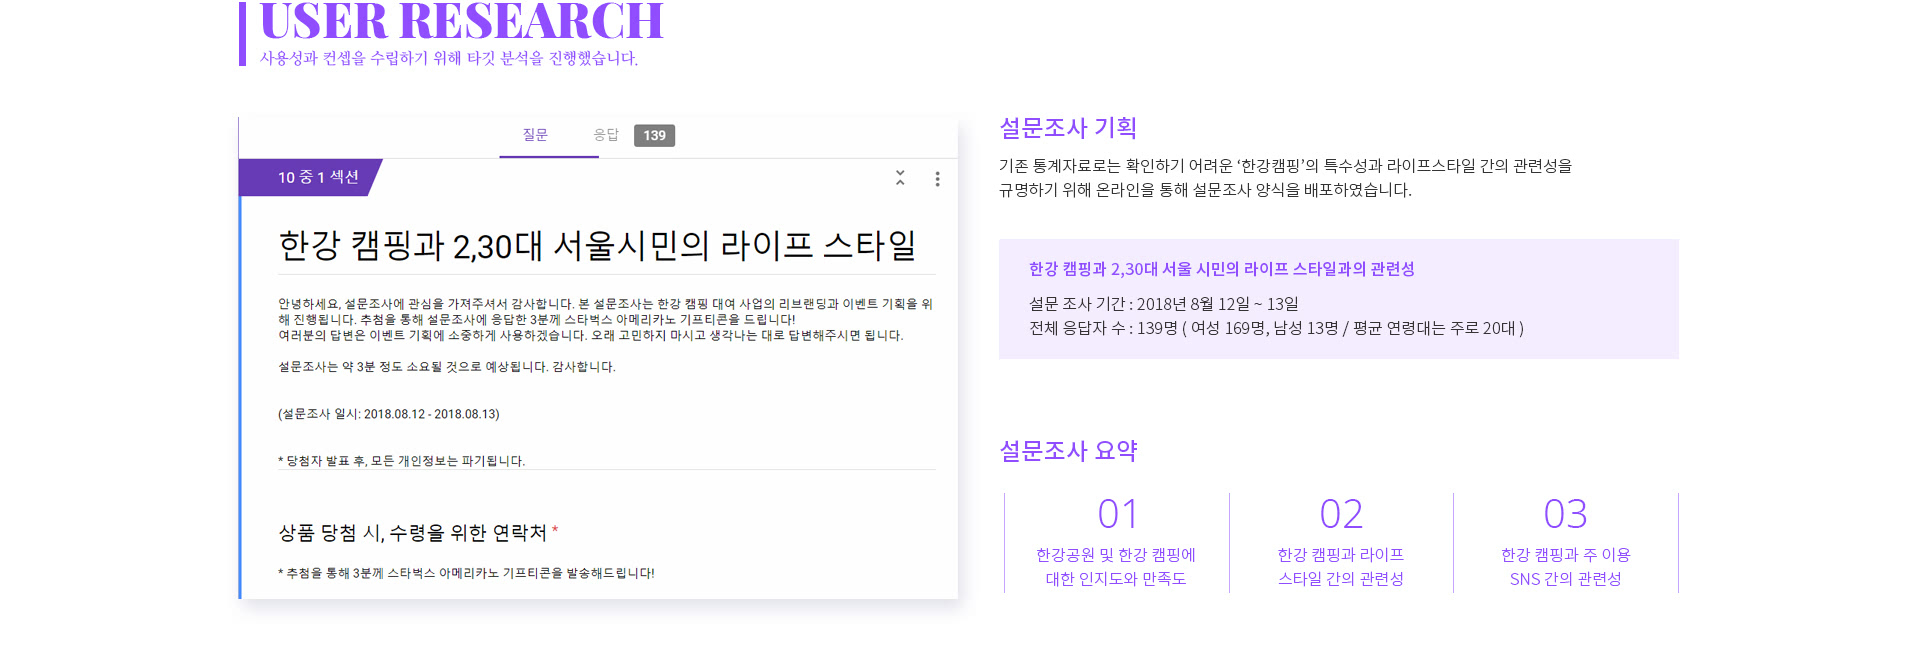 USER RESEARCH
사용성과 컨셉을 수립하기 위해 타깃 분석을 진행했습니다.
질문 응답 139
10 중 1 섹션
한강 캠핑과 2,30대 서울시민의 라이프 스타일
안녕하세요, 설문조사에 관심을 가져주셔서 감사합니다. 본 설문조사는 한강 캠핑 대여 사업의 리브랜딩과 이벤트 기획을 위
해 진행됩니다. 추첨을 통해 설문조사에 응답한 3분께 스타벅스 아메리카노 기프티콘을 드립니다!
여러분의 답변은 이벤트 기획에 소중하게 사용하겠습니다. 오래 고민하지 마시고 생각나는 대로 답변해주시면 됩니다.
설문조사는 약 3분 정도 소요될 것으로 예상됩니다. 감사합니다.
(설문조사 일시: 2018.08.12 - 2018.08.13)
* 당첨자 발표 후, 모든 개인정보는 파기됩니다.
상품 당첨 시, 수령을 위한 연락처 *
* 추첨을 통해 3분께 스타벅스 아메리카노 기프티콘을 발송해드립니다!
설문조사 기획
기존 통계자료로는 확인하기 어려운 ‘한강캠핑’의 특수성과 라이프스타일 간의 관련성을
규명하기 위해 온라인을 통해 설문조사 양식을 배포하였습니다.
한강 캠핑과 2,30대 서울 시민의 라이프 스타일과의 관련성
설문 조사 기간 : 2018년 8월 12일 ~ 13일
전체 응답자 수 : 139명 ( 여성 169명, 남성 13명 / 평균 연령대는 주로 20대 )
설문조사 요약
01
한강공원 및 한강 캠핑에
대한 인지도와 만족도
02
한강 캠핑과 라이프
스타일 간의 관련성
03
한강 캠핑과 주 이용
SNS 간의 관련성